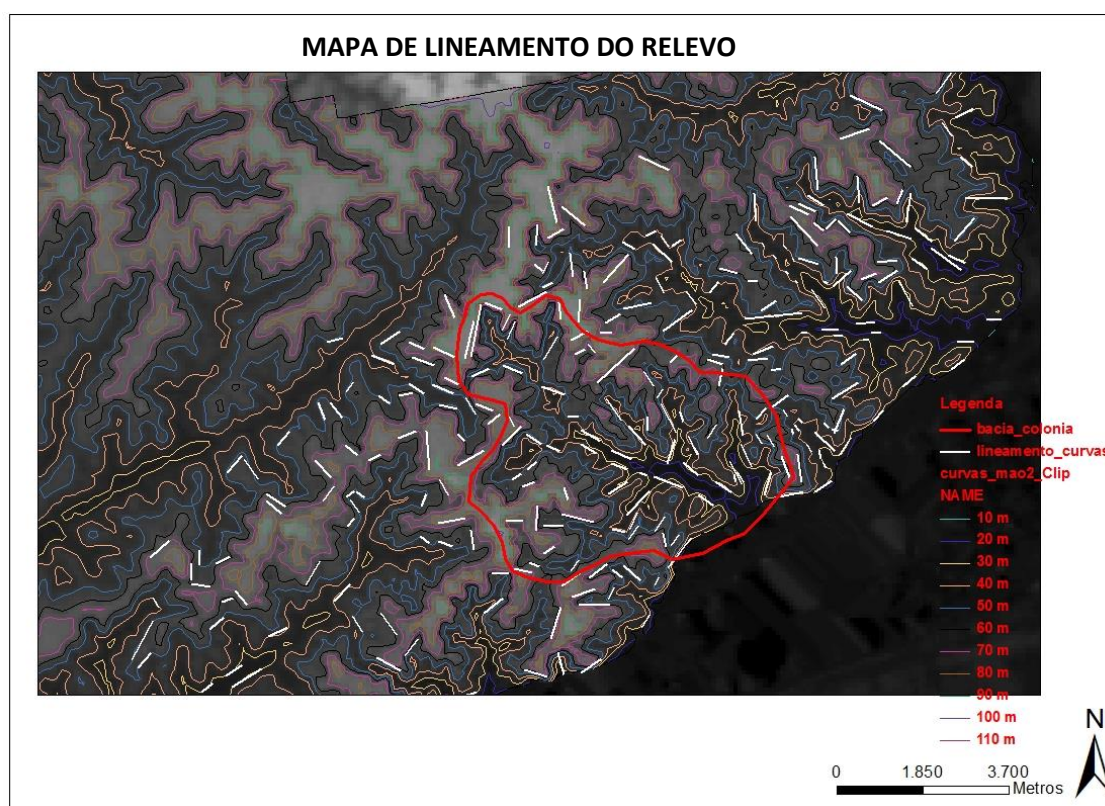 MAPA DE LINEAMENTO DO RELEVO
Legenda
bacia_colonia
lineamento_curvas
curvas_mao2_Clip
NAME
10 m
20 m
30 m
40 m
50 m
60 m
70 m
80 m
90 m
100 m
110 m
N
0 1.850 3.700
Metros